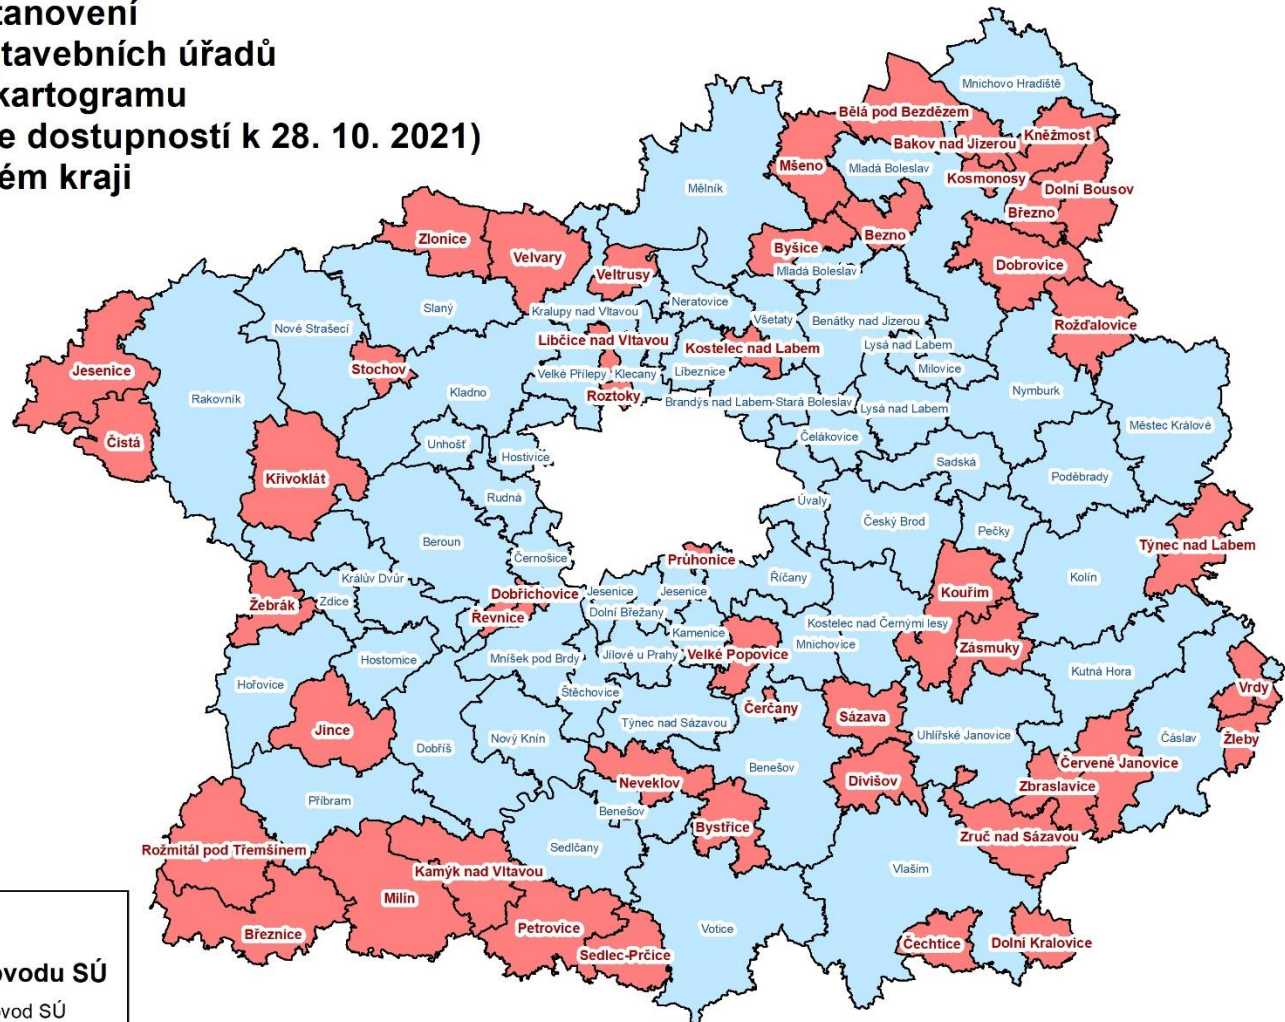 tanovení
tavebních úřadů
kartogramu
e dostupností k 28. 10. 2021)
ém kraji
Mnichovo Hradiště
Bělá pod Bezdězem
Kněžmost
Bakov nad Jizerou
Mšeno
Mladá Boleslav
Kosmonosy
Dolní Bousov
Mělník
Březno
Zlonice
Bezno
Byšice
Velvary
Dobrovice
Veltrusy
Mladá Boleslav
Neratovice
Slaný
Kralupy nad Vltavou
Všetaty
Benátky nad Jizerou
Nové Strašecí
Rožďalovice
Libčice nad Vltavou
Kostelec nad Labem
Lysá nad Labem
Stochov
Jesenice
Velké Přílepy
Klecany
Líbeznice
Milovice
Kladno
Nymburk
Rakovník
Roztoky
Brandýs nad Labem-Stará Boleslav
Lysá nad Labem
Městec Králové
Čistá
Unhošť
Čelákovice
Hostivice
Sadská
Křivoklát
Poděbrady
Rudná
Úvaly
Český Brod
Pečky
Beroun
Týnec nad Labem
Černošice
Průhonice
Králův Dvůr
Říčany
Kolín
Dobřichovice
Jesenice
Jesenice
Kouřim
Žebrák
Zdice
Řevnice
Dolní Břežany
Kostelec nad Černými lesy
Kamenice
Mnichovice
Zásmuky
Hostomice
Mníšek pod Brdy
Jílové u Prahy
Velké Popovice
Kutná Hora
Hořovice
Štěchovice
Vrdy
Čerčany
Sázava
Jince
Týnec nad Sázavou
Nový Knín
Uhlířské Janovice
Čáslav
Žleby
Dobříš
Benešov
Červené Janovice
Neveklov
Divišov
Zbraslavice
Příbram
Benešov
Bystřice
Zruč nad Sázavou
Rožmitál pod Třemšínem
Sedlčany
Kamýk nad Vltavou
Vlašim
Milín
Březnice
Petrovice
Votice
Čechtice
Dolní Kralovice
Sedlec-Prčice
bvodu SÚ
vod SÚ